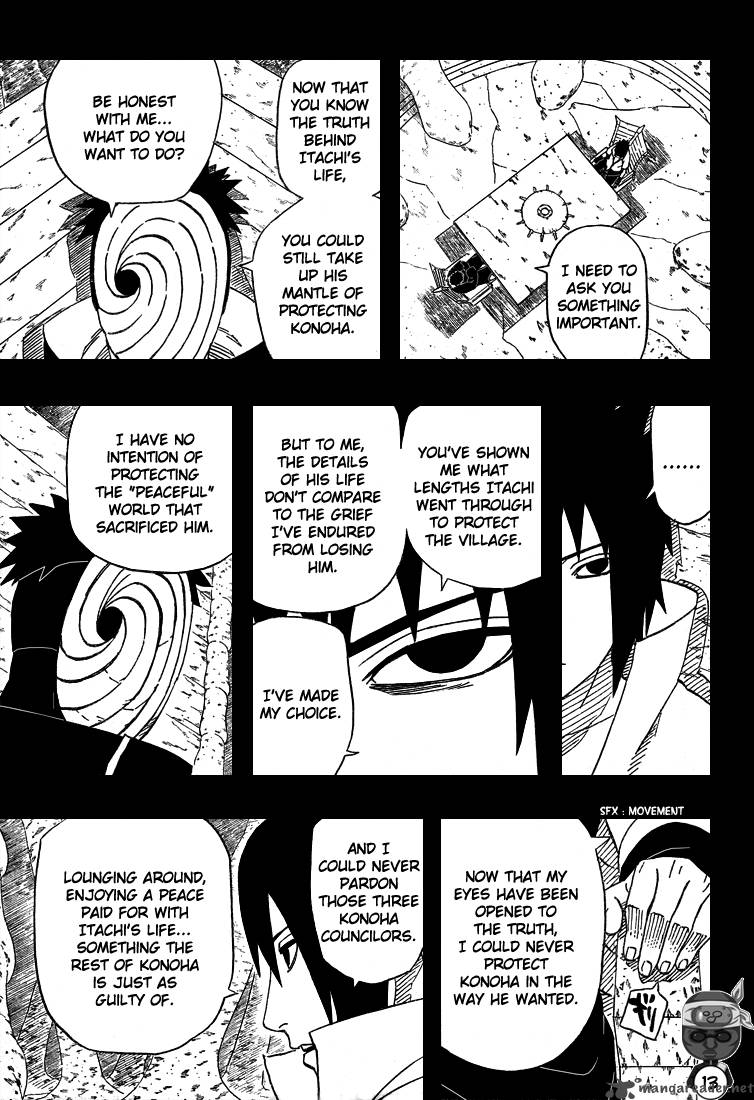 I NEED TO
ASK YOU
SOMETHING
IMPORTANT.
NOW THAT
YOU KNOW
THE TRUTH
BEHIND
ITACHI'S
LIFE,
YOU COULD
STILL TAKE
UP HIS
MANTLE OF
PROTECTING
KONOHA.
BE HONEST
WITH ME...
WHAT DO YOU
WANT TO DO?
......
YOU'VE SHOWN
ME WHAT
LENGTHS ITACHI
WENT THROUGH
TO PROTECT
THE VILLAGE.
BUT TO ME,
THE DETAILS
OF HIS LIFE
DON'T COMPARE
TO THE GRIEF
I'VE ENDURED
FROM LOSING
HIM.
I'VE MADE
MY CHOICE.
I HAVE NO
INTENTION OF
PROTECTING
THE "PEACEFUL"
WORLD THAT
SACRIFICED HIM.
SFX : MOVEMENT
NOW THAT MY
EYES HAVE BEEN
OPENED TO
THE TRUTH,
I COULD NEVER
PROTECT
KONOHA IN THE
WAY HE WANTED.
AND I
COULD NEVER
PARDON
THOSE THREE
KONOHA
COUNCILORS.
LOUNGING AROUND,
ENJOYING A PEACE
PAID FOR WITH
ITACHI'S LIFE...
SOMETHING THE
REST OF KONOHA
IS JUST AS
GUILTY OF.
13
mangareader.net